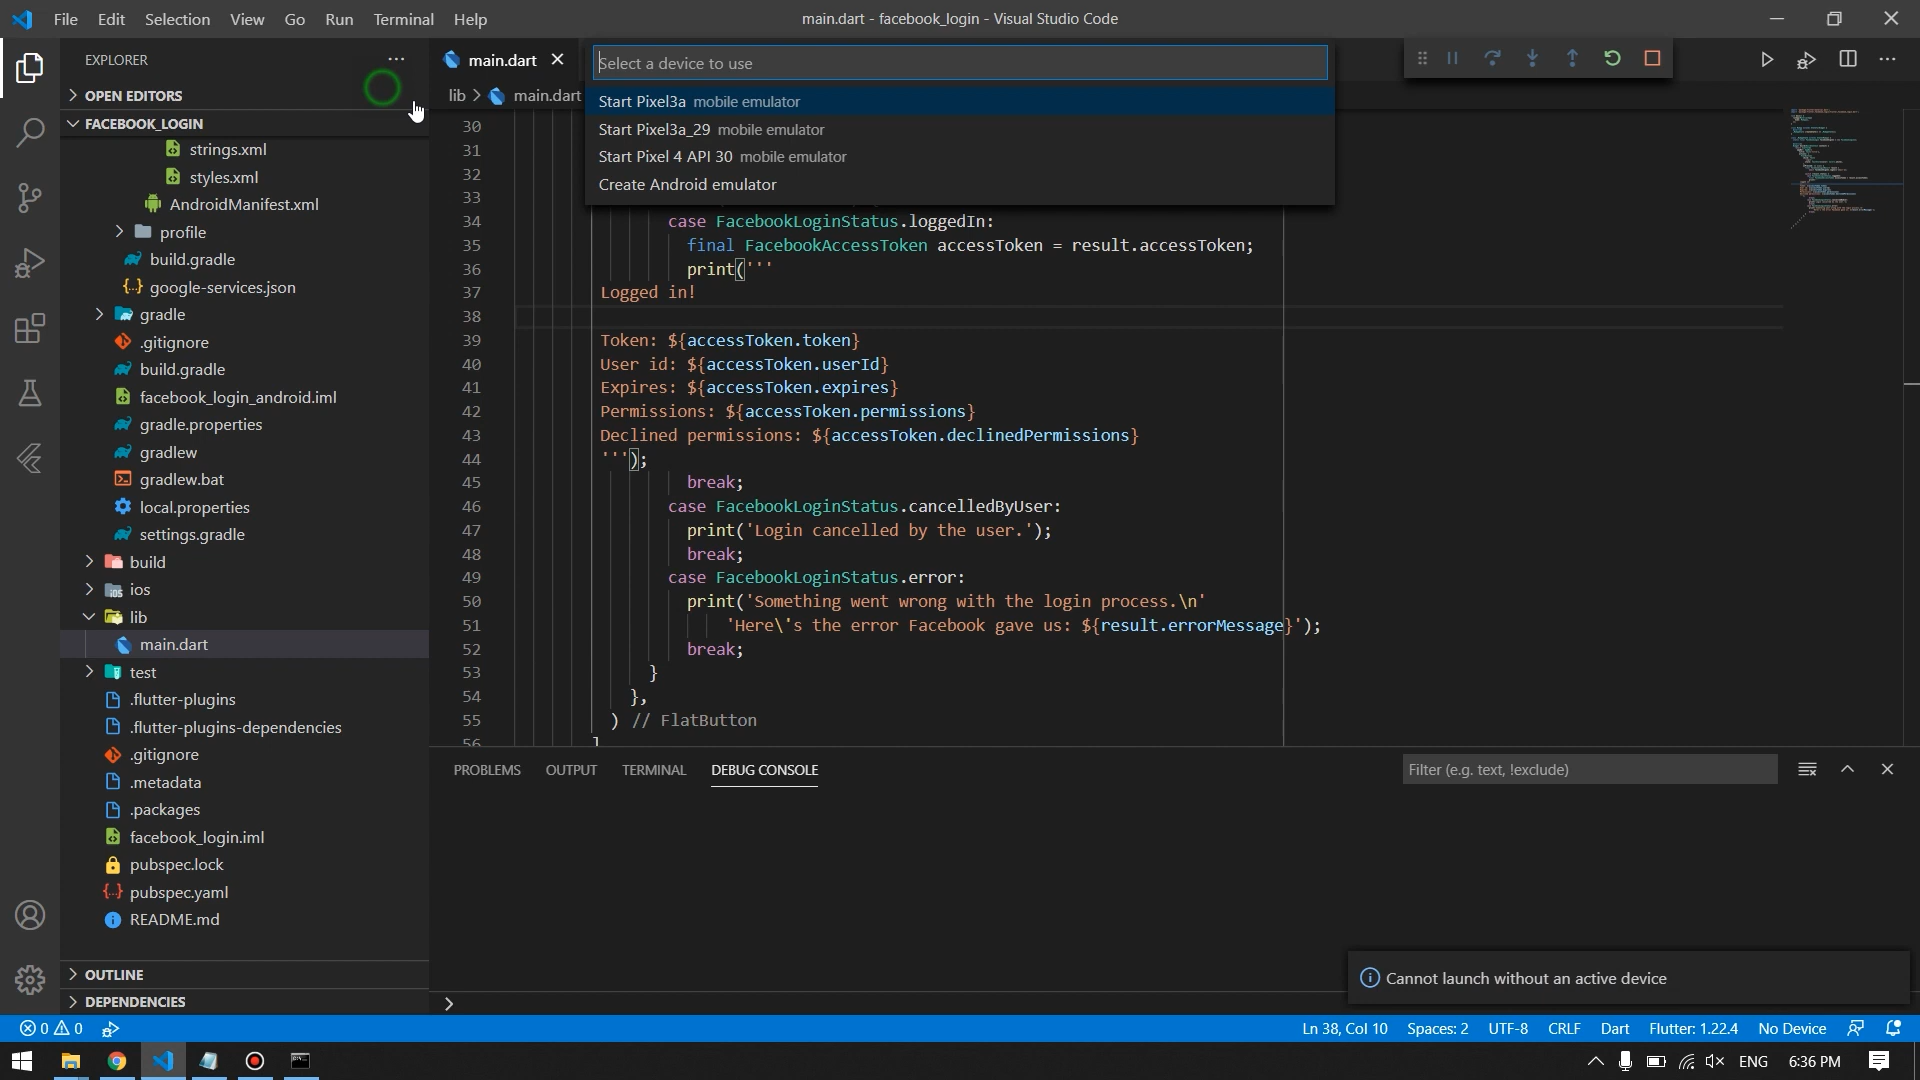 File Edit Selection View Go Run Terminal Help
main.dart - facebook_login - Visual Studio Code
EXPLORER
OPEN EDITORS
FACEBOOK_LOGIN
strings.xml
styles.xml
AndroidManifest.xml
profile
build.gradle
google-services.json
gradle
.gitignore
build.gradle
facebook_login_android.iml
gradle.properties
gradlew
gradlew.bat
local.properties
settings.gradle
build
ios
lib
main.dart
test
.flutter-plugins
.flutter-plugins-dependencies
.gitignore
.metadata
.packages
facebook_login.iml
pubspec.lock
pubspec.yaml
README.md
OUTLINE
DEPENDENCIES
main.dart
lib > main.dart
Select a device to use
Start Pixel3a mobile emulator
Start Pixel3a_29 mobile emulator
Start Pixel 4 API 30 mobile emulator
Create Android emulator
30
31
32
33
34 case FacebookLoginStatus.loggedIn:
35 final FacebookAccessToken accessToken = result.accessToken;
36 print('''
37 Logged in!
38
39 Token: ${accessToken.token}
40 User id: ${accessToken.userId}
41 Expires: ${accessToken.expires}
42 Permissions: ${accessToken.permissions}
43 Declined permissions: ${accessToken.declinedPermissions}
44 ''');
45 break;
46 case FacebookLoginStatus.cancelledByUser:
47 print('Login cancelled by the user.');
48 break;
49 case FacebookLoginStatus.error:
50 print('Something went wrong with the login process.\n'
51 'Here\'s the error Facebook gave us: ${result.errorMessage}');
52 break;
53 }
54 },
55 ) // FlatButton
56 ]
PROBLEMS OUTPUT TERMINAL DEBUG CONSOLE
Filter (e.g. text, !exclude)
Cannot launch without an active device
0 0
Ln 38, Col 10 Spaces: 2 UTF-8 CRLF Dart Flutter: 1.22.4 No Device
ENG 6:36 PM